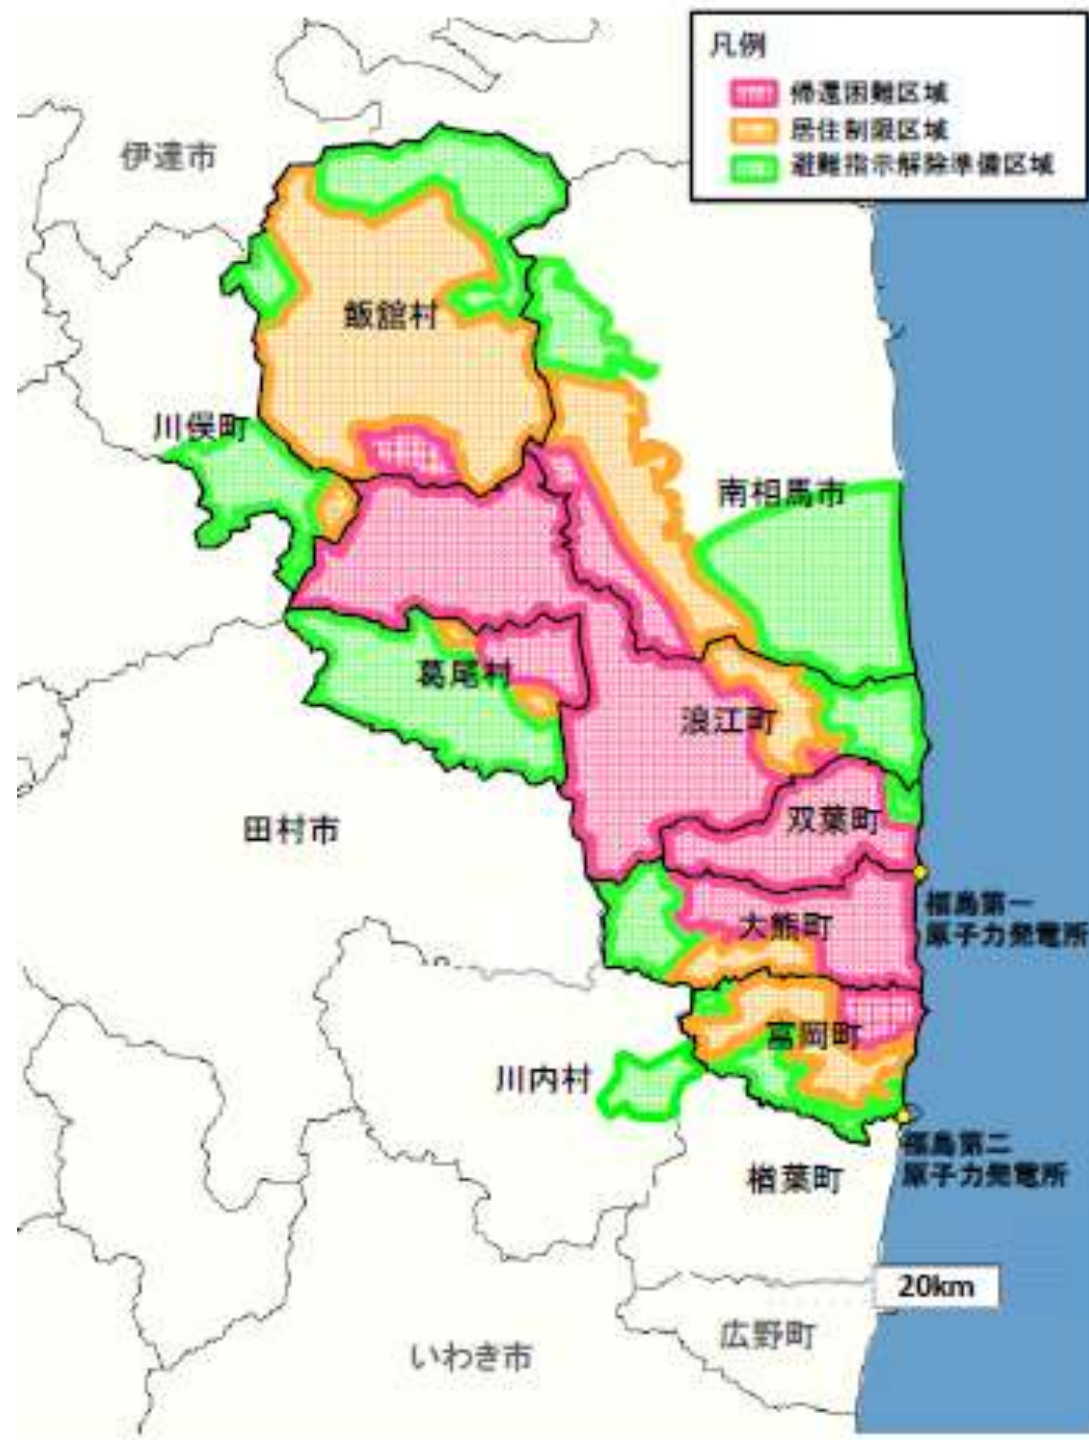 凡例
帰還困難区域
居住制限区域
避難指示解除準備区域
伊達市
飯舘村
川俣町
南相馬市
葛尾村
浪江町
双葉町
田村市
福島第一
原子力発電所
大熊町
富岡町
川内村
福島第二
原子力発電所
楢葉町
20km
広野町
いわき市